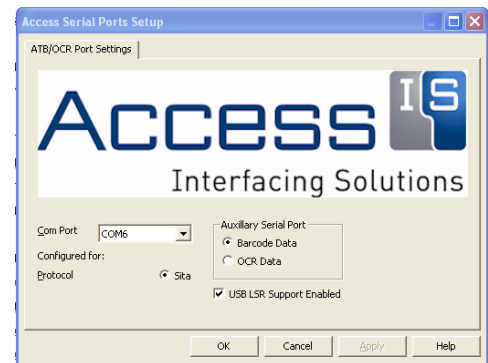 Access Serial Ports Setup
ATB/OCR Port Settings
Access IS
Interfacing Solutions
Com Port COM6
Auxillary Serial Port
Barcode Data
OCR Data
Configured for:
Protocol Sita
USB LSR Support Enabled
OK Cancel Apply Help